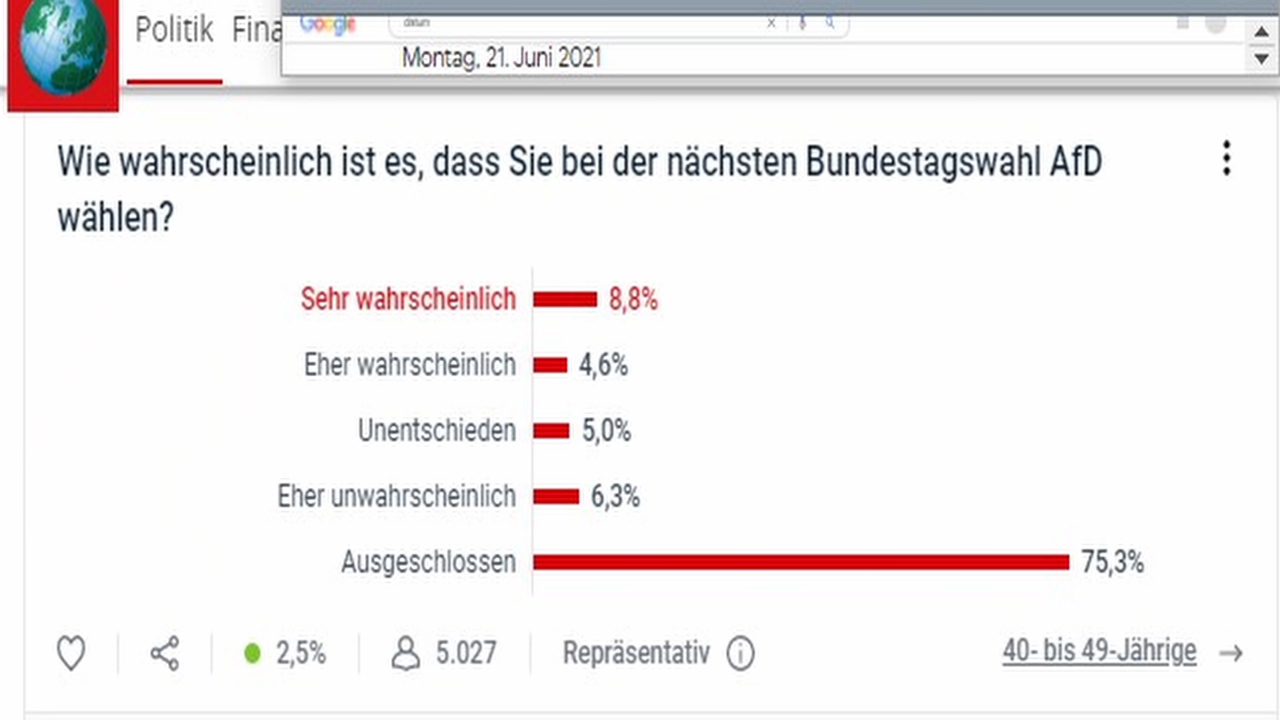 Politik Fina
Google datum
Montag, 21. Juni 2021
Wie wahrscheinlich ist es, dass Sie bei der nächsten Bundestagswahl AfD
wählen?
Sehr wahrscheinlich 8,8%
Eher wahrscheinlich 4,6%
Unentschieden 5,0%
Eher unwahrscheinlich 6,3%
Ausgeschlossen 75,3%
2,5% 5.027 Repräsentativ 40- bis 49-Jährige →